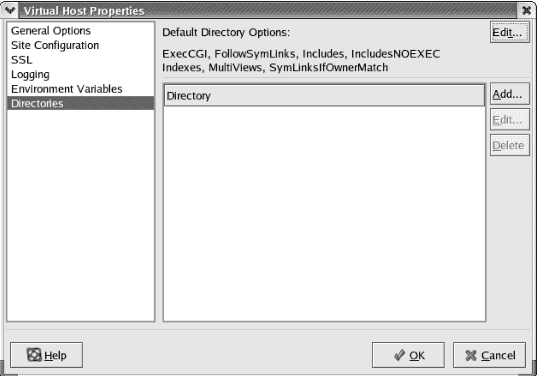 Virtual Host Properties
General Options
Site Configuration
SSL
Logging
Environment Variables
Directories
Default Directory Options:
Edit...
ExecCGI, FollowSymLinks, Includes, IncludesNOEXEC
Indexes, MultiViews, SymLinksIfOwnerMatch
Directory
Add...
Edit...
Delete
Help
OK
Cancel